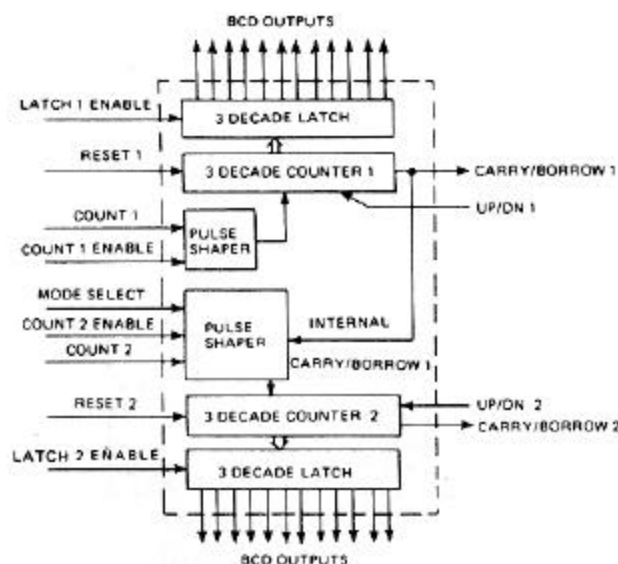 BCD OUTPUTS
LATCH 1 ENABLE
3 DECADE LATCH
RESET 1
3 DECADE COUNTER 1
CARRY/BORROW 1
UP/DN 1
COUNT 1
PULSE
SHAPER
COUNT 1 ENABLE
MODE SELECT
COUNT 2 ENABLE
PULSE
SHAPER
INTERNAL
COUNT 2
CARRY/BORROW 1
RESET 2
3 DECADE COUNTER 2
UP/DN 2
CARRY/BORROW 2
LATCH 2 ENABLE
3 DECADE LATCH
BCD OUTPUTS